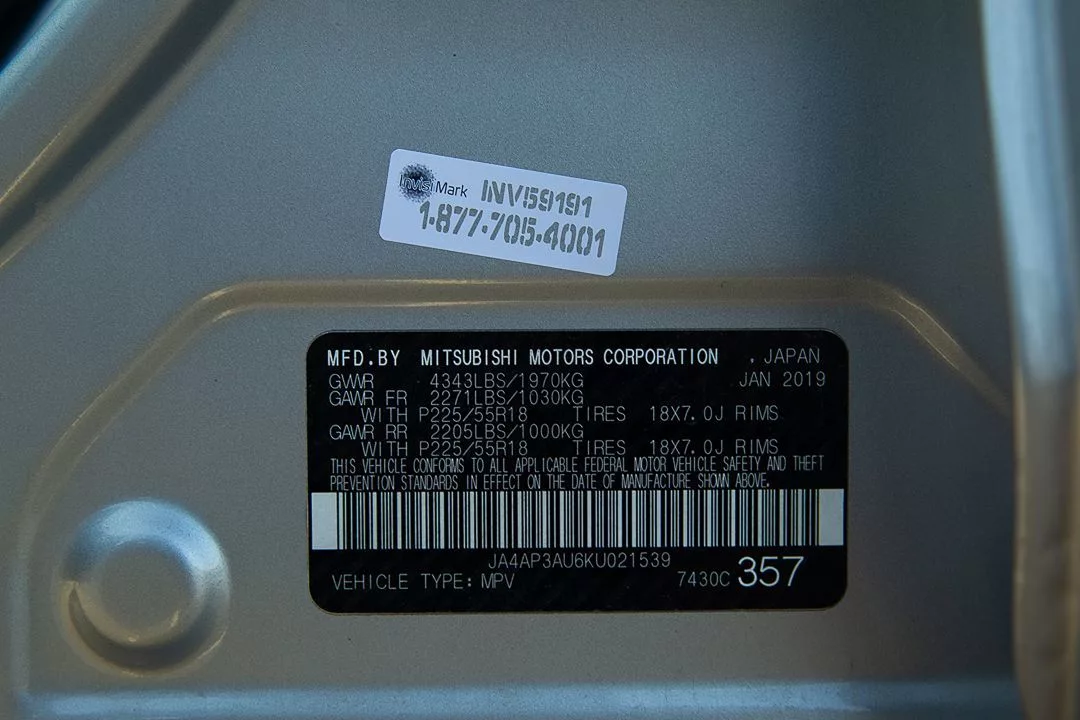 InvisiMark INV59191
1-877-705-4001
MFD.BY MITSUBISHI MOTORS CORPORATION , JAPAN
GWR 4343LBS/1970KG JAN 2019
GAWR FR 2271LBS/1030KG
WITH P225/55R18 TIRES 18X7.0J RIMS
GAWR RR 2205LBS/1000KG
WITH P225/55R18 TIRES 18X7.0J RIMS
THIS VEHICLE CONFORMS TO ALL APPLICABLE FEDERAL MOTOR VEHICLE SAFETY AND THEFT
PREVENTION STANDARDS IN EFFECT ON THE DATE OF MANUFACTURE SHOWN ABOVE.
JA4AP3AU6KU021539
VEHICLE TYPE: MPV 7430C 357